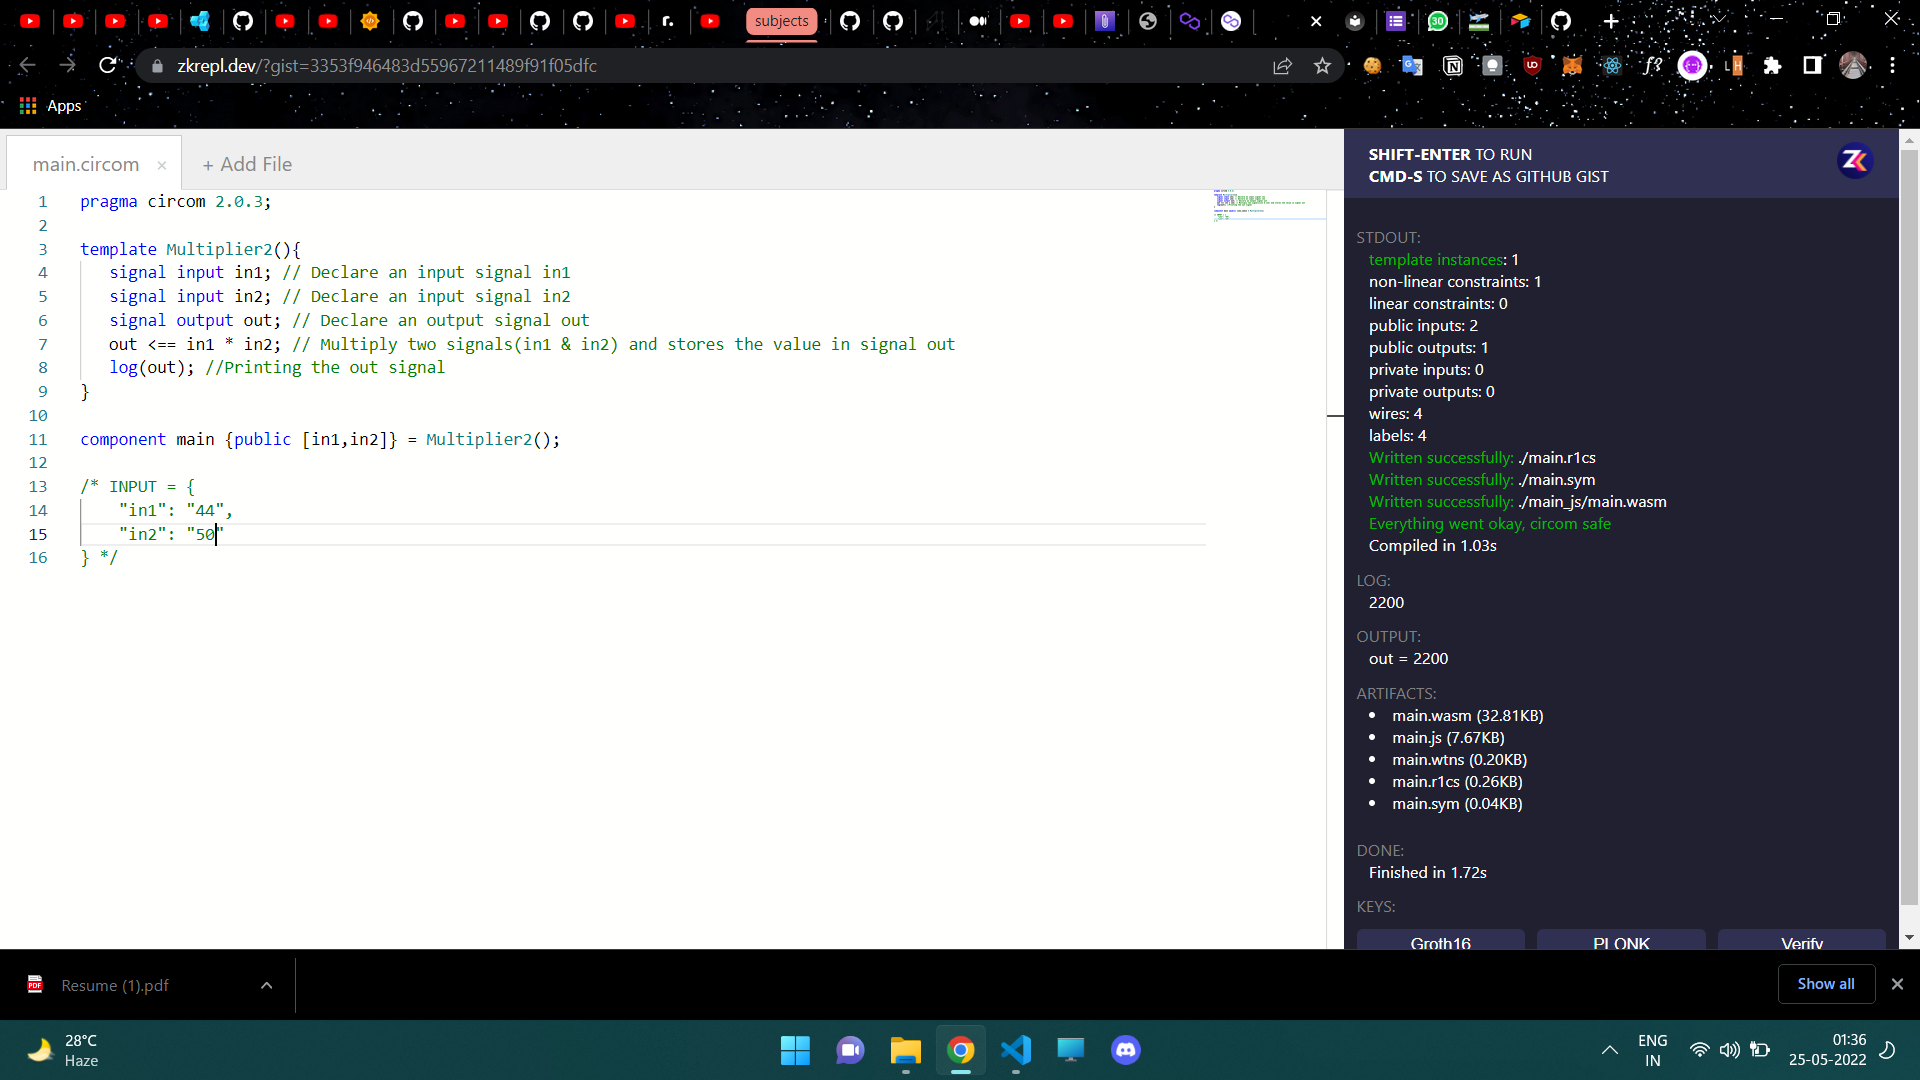 subjects
30
zkrepl.dev/?gist=3353f946483d55967211489f91f05dfc
Apps
main.circom
+ Add File
1 pragma circom 2.0.3;
2
3 template Multiplier2(){
4 signal input in1; // Declare an input signal in1
5 signal input in2; // Declare an input signal in2
6 signal output out; // Declare an output signal out
7 out <== in1 * in2; // Multiply two signals(in1 & in2) and stores the value in signal out
8 log(out); //Printing the out signal
9 }
10
11 component main {public [in1,in2]} = Multiplier2();
12
13 /* INPUT = {
14 "in1": "44",
15 "in2": "50"
16 } */
SHIFT-ENTER TO RUN
CMD-S TO SAVE AS GITHUB GIST
STDOUT:
template instances: 1
non-linear constraints: 1
linear constraints: 0
public inputs: 2
public outputs: 1
private inputs: 0
private outputs: 0
wires: 4
labels: 4
Written successfully: ./main.r1cs
Written successfully: ./main.sym
Written successfully: ./main_js/main.wasm
Everything went okay, circom safe
Compiled in 1.03s
LOG:
2200
OUTPUT:
out = 2200
ARTIFACTS:
• main.wasm (32.81KB)
• main.js (7.67KB)
• main.wtns (0.20KB)
• main.r1cs (0.26KB)
• main.sym (0.04KB)
DONE:
Finished in 1.72s
KEYS:
Groth16
PLONK
Verify
Resume (1).pdf
Show all
28°C
Haze
ENG
IN
01:36
25-05-2022